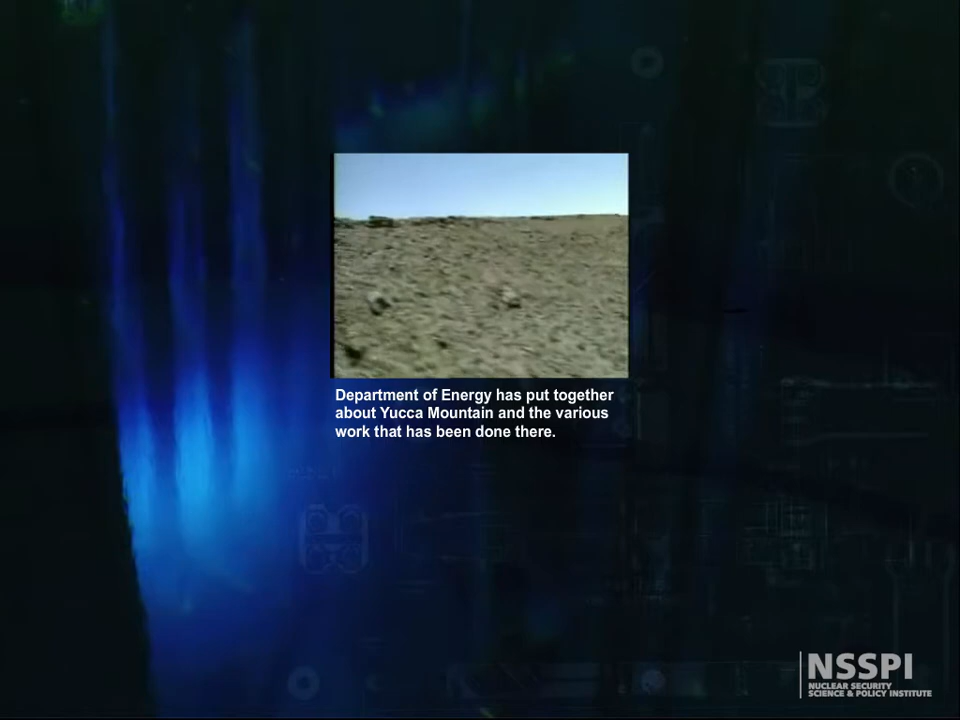 Department of Energy has put together
about Yucca Mountain and the various
work that has been done there.
NSSPI
NUCLEAR SECURITY
SCIENCE & POLICY INSTITUTE